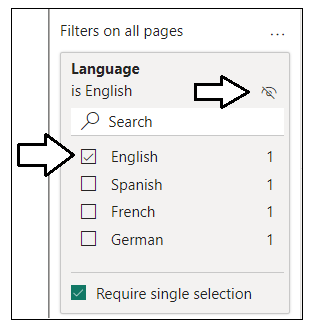 Filters on all pages ...
Language
is English
Search
English 1
Spanish 1
French 1
German 1
Require single selection